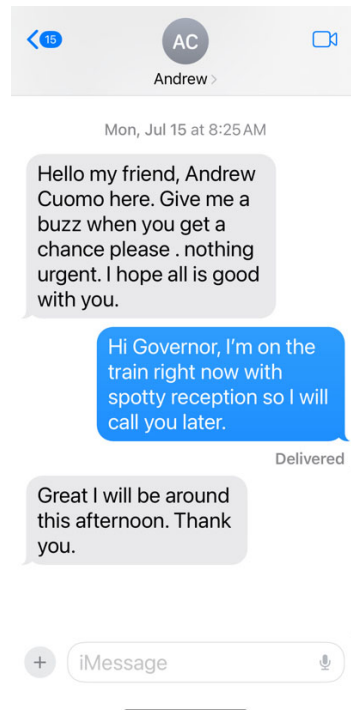 15
AC
Andrew
Mon, Jul 15 at 8:25 AM
Hello my friend, Andrew
Cuomo here. Give me a
buzz when you get a
chance please . nothing
urgent. I hope all is good
with you.
Hi Governor, I’m on the
train right now with
spotty reception so I will
call you later.
Delivered
Great I will be around
this afternoon. Thank
you.
iMessage